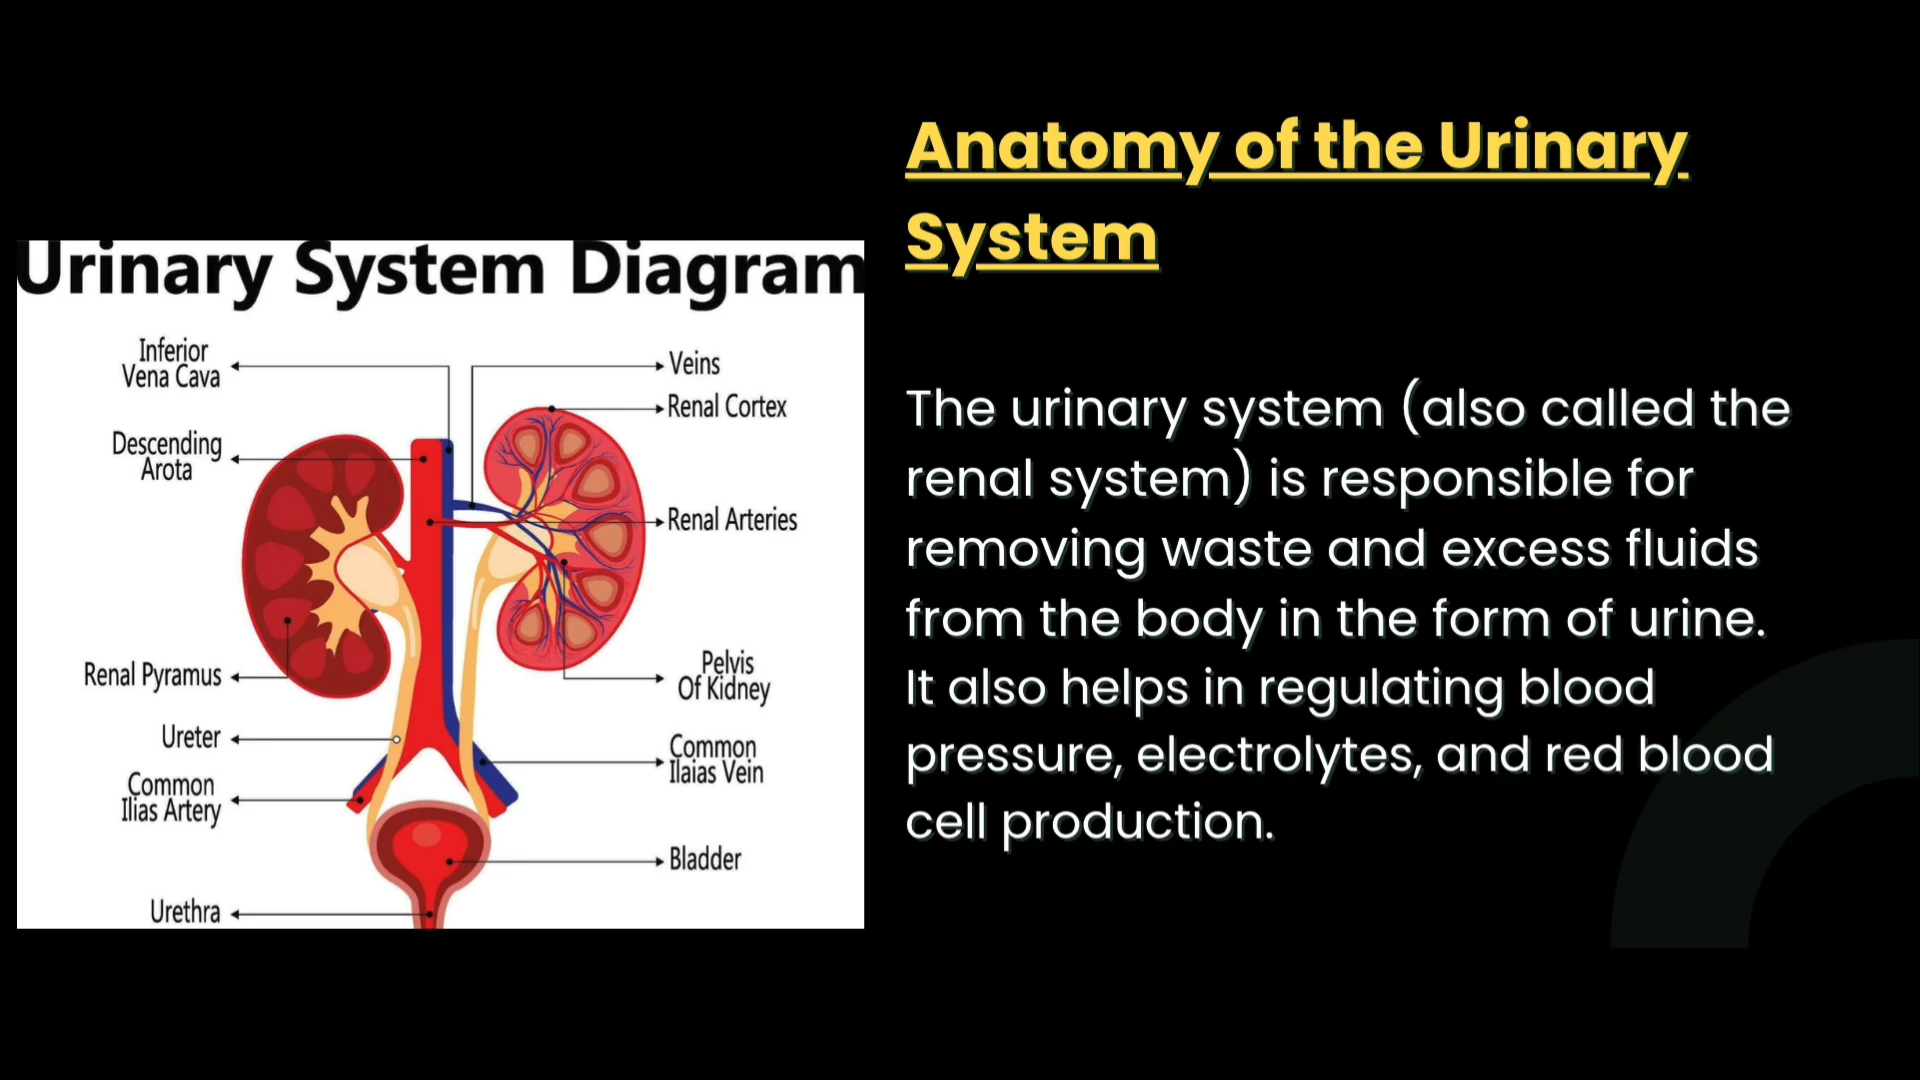 Anatomy of the Urinary
System
The urinary system (also called the
renal system) is responsible for
removing waste and excess fluids
from the body in the form of urine.
It also helps in regulating blood
pressure, electrolytes, and red blood
cell production.
Urinary System Diagram
Inferior
Vena Cava
Descending
Arota
Renal Pyramus
Ureter
Common
Ilias Artery
Urethra
Veins
Renal Cortex
Renal Arteries
Pelvis
Of Kidney
Common
Ilaias Vein
Bladder